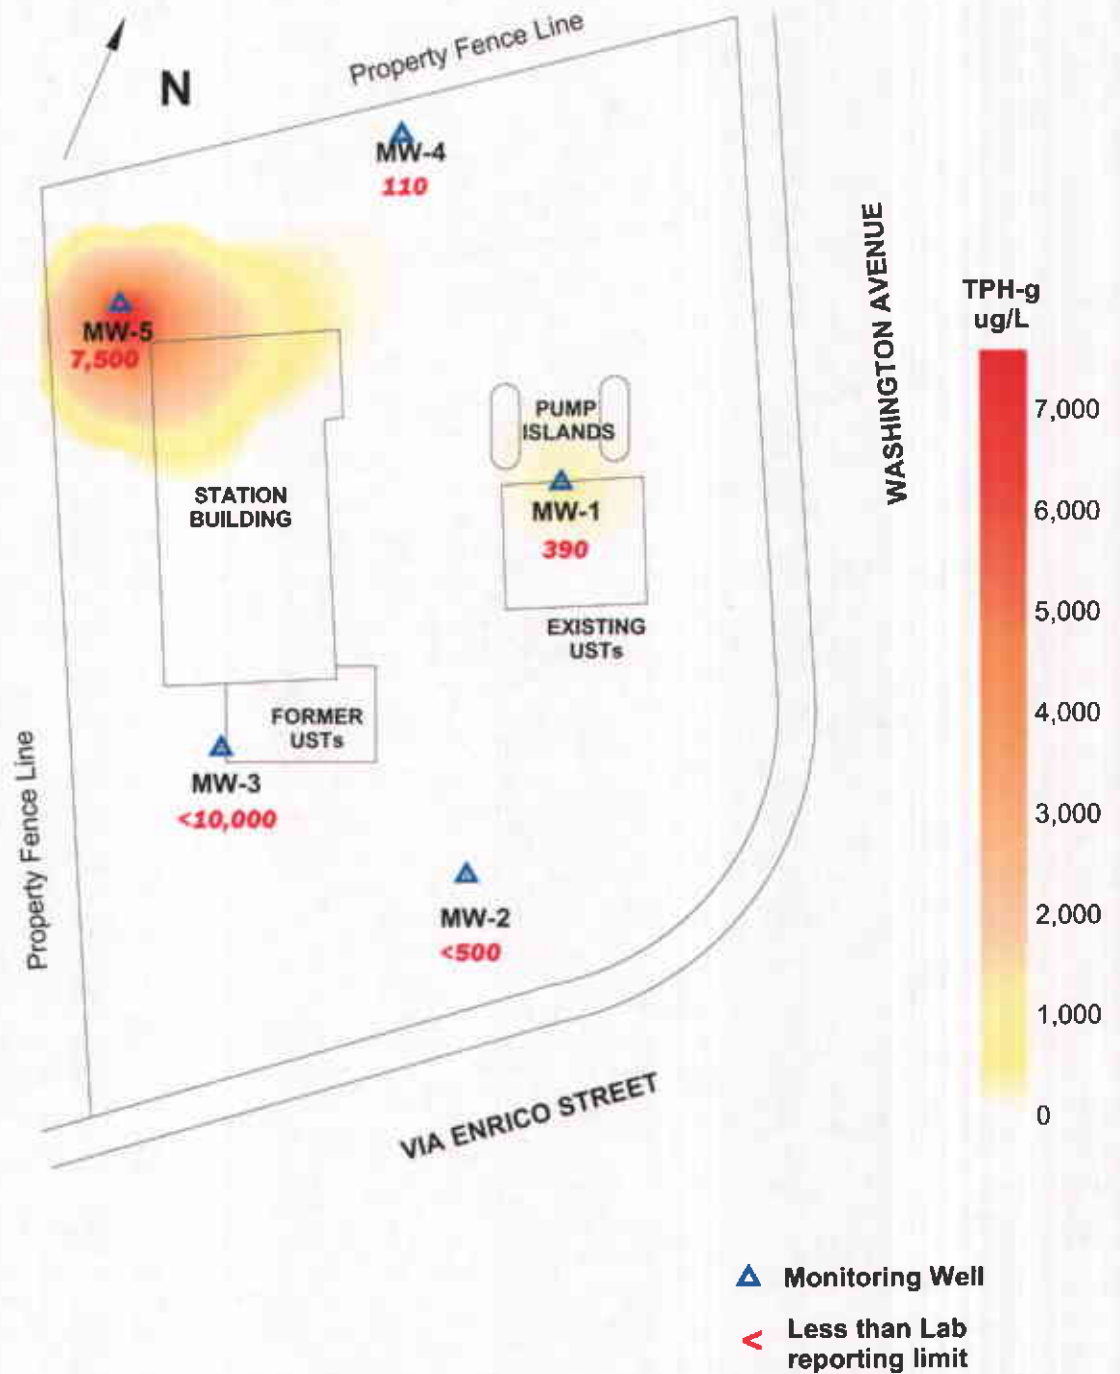 Property Fence Line
N
MW-4
110
MW-5
7,500
WASHINGTON AVENUE
TPH-g
ug/L
7,000
6,000
5,000
4,000
3,000
2,000
1,000
0
PUMP
ISLANDS
STATION
BUILDING
MW-1
390
EXISTING
USTs
FORMER
USTs
MW-3
<10,000
Property Fence Line
MW-2
<500
VIA ENRICO STREET
Monitoring Well
< Less than Lab
reporting limit